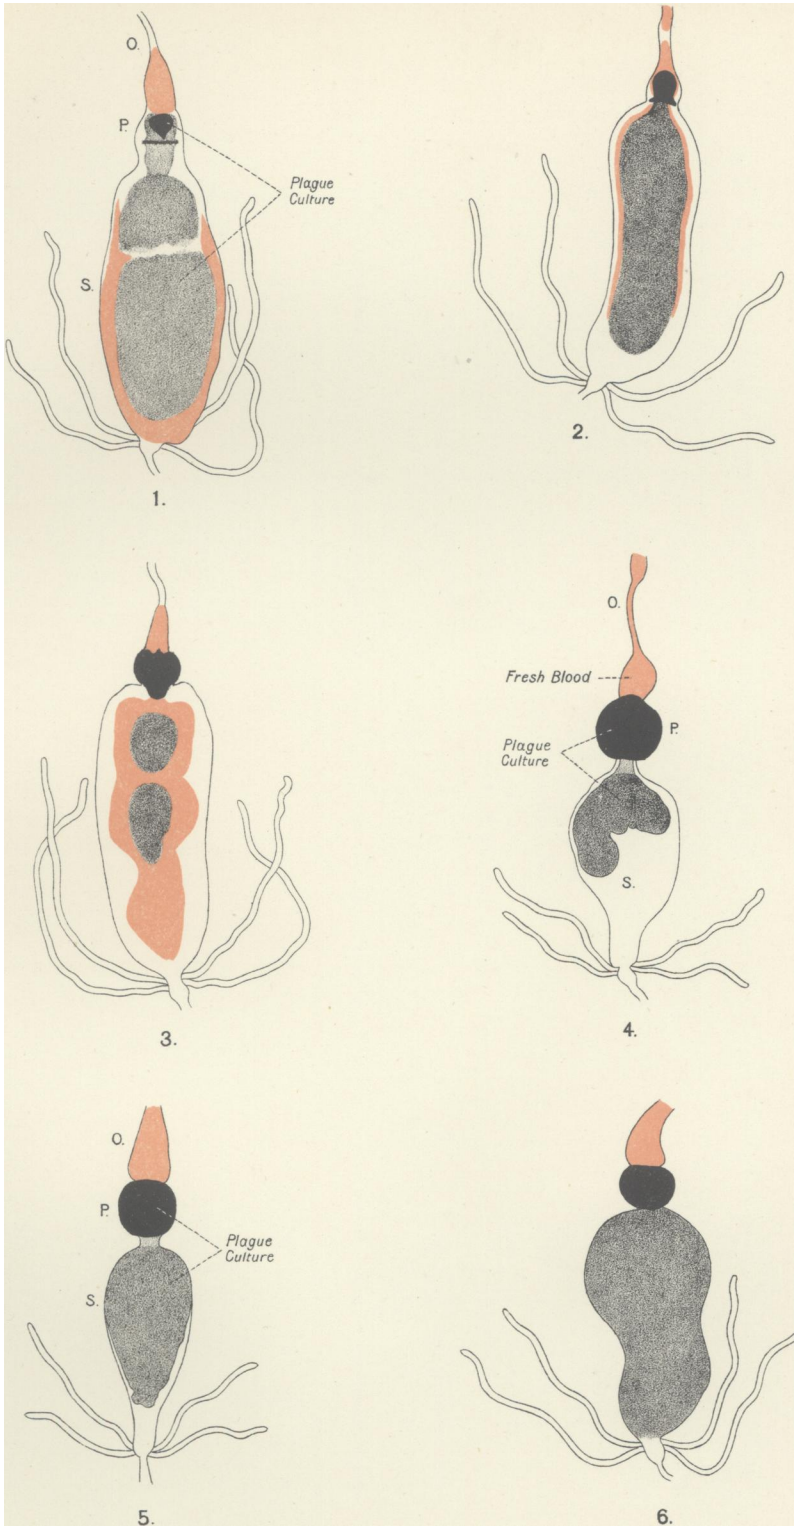 O.
P.
Plague
Culture
S.
1.
2.
O.
Fresh Blood
P.
Plague
Culture
S.
3.
4.
O.
P.
Plague
Culture
S.
5.
6.